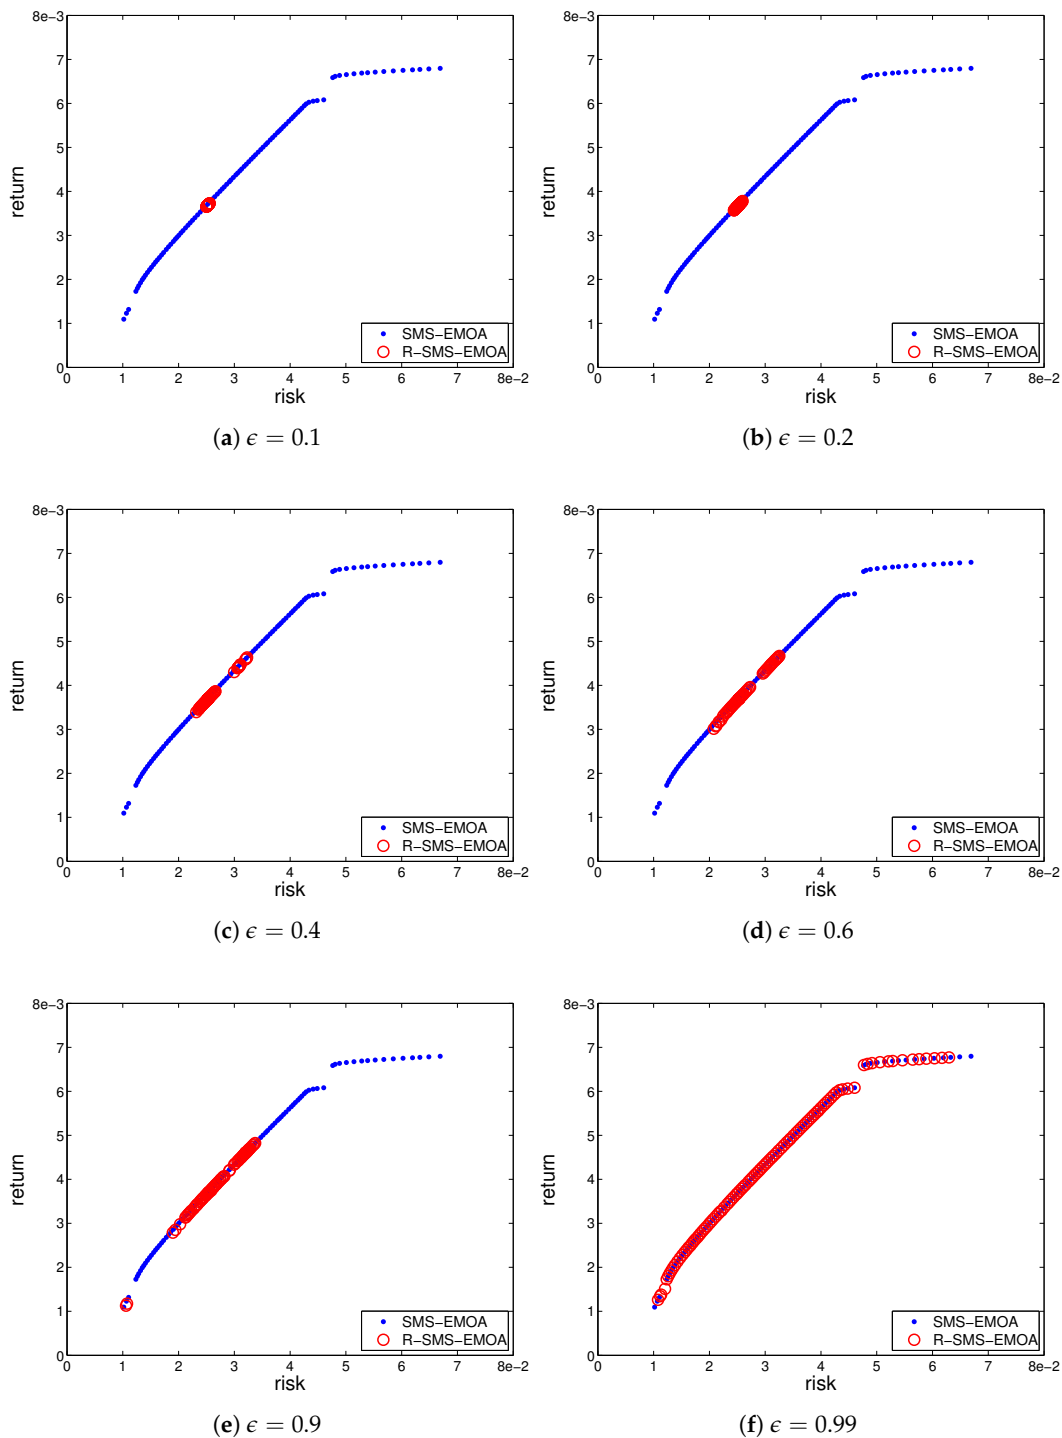 8e−3
7
6
5
4
3
2
1
0
return
0 1 2 3 4 5 6 7 8e−2
risk
SMS−EMOA
R−SMS−EMOA
(a) ϵ = 0.1
8e−3
7
6
5
4
3
2
1
0
return
0 1 2 3 4 5 6 7 8e−2
risk
SMS−EMOA
R−SMS−EMOA
(b) ϵ = 0.2
8e−3
7
6
5
4
3
2
1
0
return
0 1 2 3 4 5 6 7 8e−2
risk
SMS−EMOA
R−SMS−EMOA
(c) ϵ = 0.4
8e−3
7
6
5
4
3
2
1
0
return
0 1 2 3 4 5 6 7 8e−2
risk
SMS−EMOA
R−SMS−EMOA
(d) ϵ = 0.6
8e−3
7
6
5
4
3
2
1
0
return
0 1 2 3 4 5 6 7 8e−2
risk
SMS−EMOA
R−SMS−EMOA
(e) ϵ = 0.9
8e−3
7
6
5
4
3
2
1
0
return
0 1 2 3 4 5 6 7 8e−2
risk
SMS−EMOA
R−SMS−EMOA
(f) ϵ = 0.99